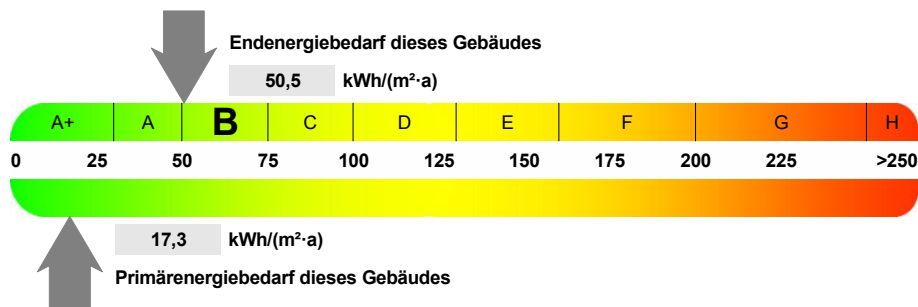 Endenergiebedarf dieses Gebäudes
50,5 kWh/(m²·a)
A+ A B C D E F G H
0 25 50 75 100 125 150 175 200 225 >250
17,3 kWh/(m²·a)
Primärenergiebedarf dieses Gebäudes